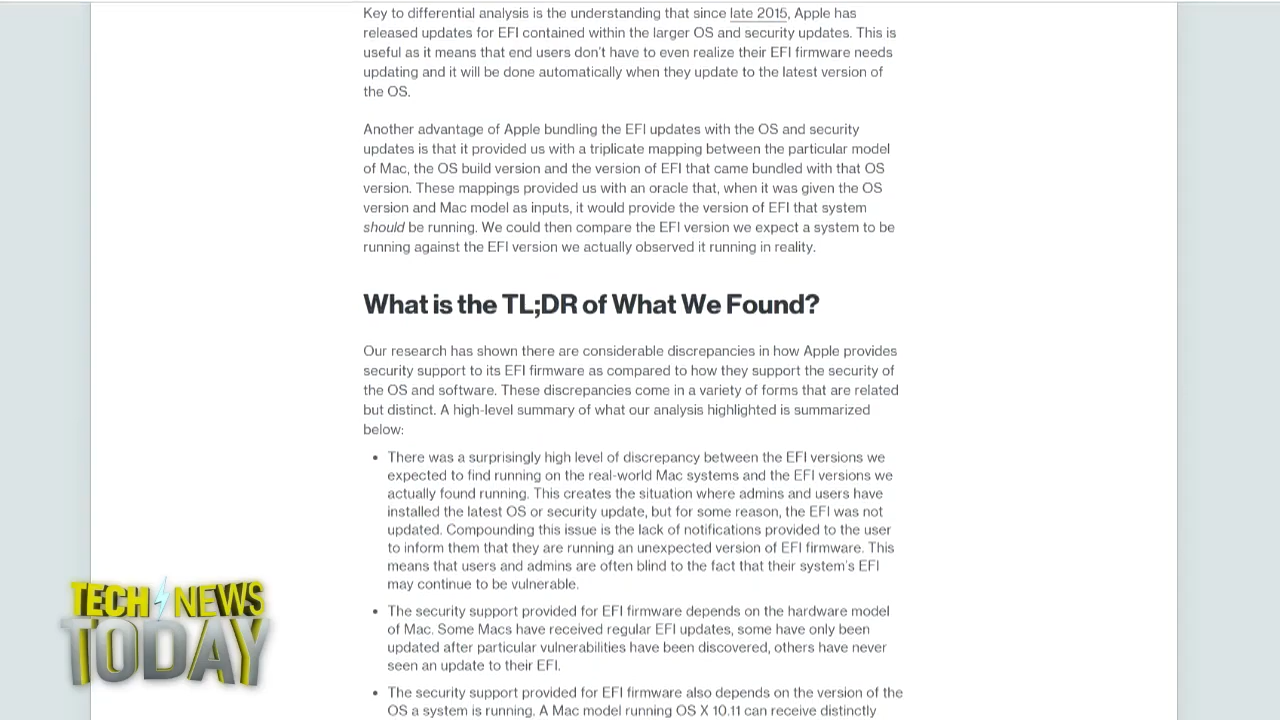 Key to differential analysis is the understanding that since late 2015, Apple has
released updates for EFI contained within the larger OS and security updates. This is
useful as it means that end users don't have to even realize their EFI firmware needs
updating and it will be done automatically when they update to the latest version of
the OS.
Another advantage of Apple bundling the EFI updates with the OS and security
updates is that it provided us with a triplicate mapping between the particular model
of Mac, the OS build version and the version of EFI that came bundled with that OS
version. These mappings provided us with an oracle that, when it was given the OS
version and Mac model as inputs, it would provide the version of EFI that system
should be running. We could then compare the EFI version we expect a system to be
running against the EFI version we actually observed it running in reality.
What is the TL;DR of What We Found?
Our research has shown there are considerable discrepancies in how Apple provides
security support to its EFI firmware as compared to how they support the security of
the OS and software. These discrepancies come in a variety of forms that are related
but distinct. A high-level summary of what our analysis highlighted is summarized
below:
• There was a surprisingly high level of discrepancy between the EFI versions we
expected to find running on the real-world Mac systems and the EFI versions we
actually found running. This creates the situation where admins and users have
installed the latest OS or security update, but for some reason, the EFI was not
updated. Compounding this issue is the lack of notifications provided to the user
to inform them that they are running an unexpected version of EFI firmware. This
means that users and admins are often blind to the fact that their system's EFI
may continue to be vulnerable.
• The security support provided for EFI firmware depends on the hardware model
of Mac. Some Macs have received regular EFI updates, some have only been
updated after particular vulnerabilities have been discovered, others have never
seen an update to their EFI.
• The security support provided for EFI firmware also depends on the version of the
OS a system is running. A Mac model running OS X 10.11 can receive distinctly
TECH NEWS
TODAY